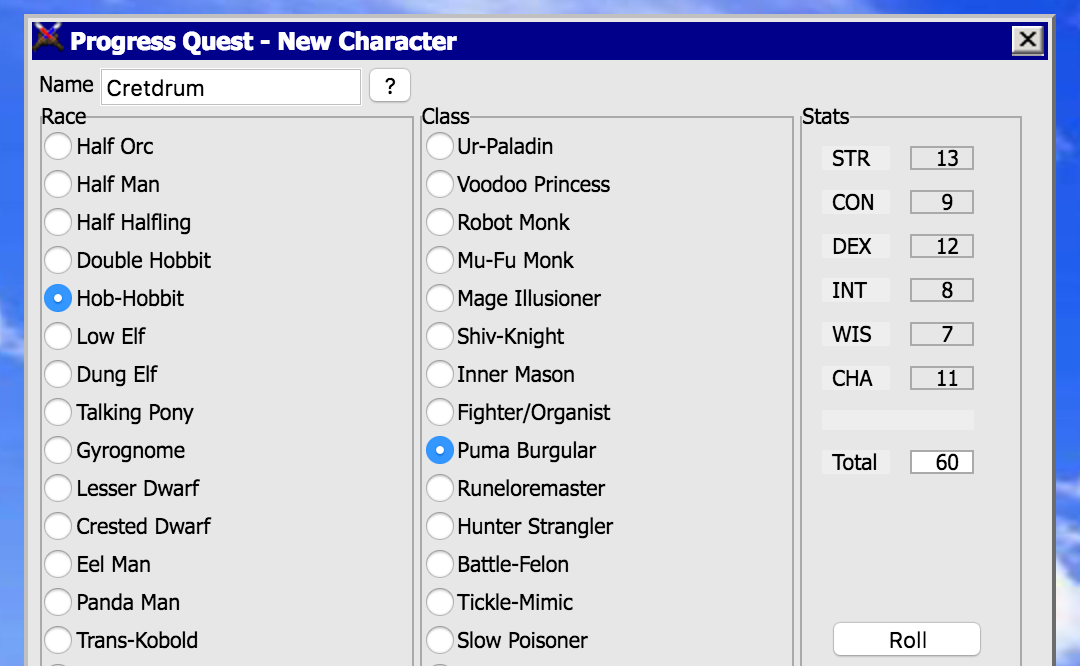 Progress Quest - New Character
Name Cretdrum ?
Race
Half Orc
Half Man
Half Halfling
Double Hobbit
Hob-Hobbit
Low Elf
Dung Elf
Talking Pony
Gyrognome
Lesser Dwarf
Crested Dwarf
Eel Man
Panda Man
Trans-Kobold
Class
Ur-Paladin
Voodoo Princess
Robot Monk
Mu-Fu Monk
Mage Illusioner
Shiv-Knight
Inner Mason
Fighter/Organist
Puma Burgular
Runeloremaster
Hunter Strangler
Battle-Felon
Tickle-Mimic
Slow Poisoner
Stats
STR 13
CON 9
DEX 12
INT 8
WIS 7
CHA 11
Total 60
Roll